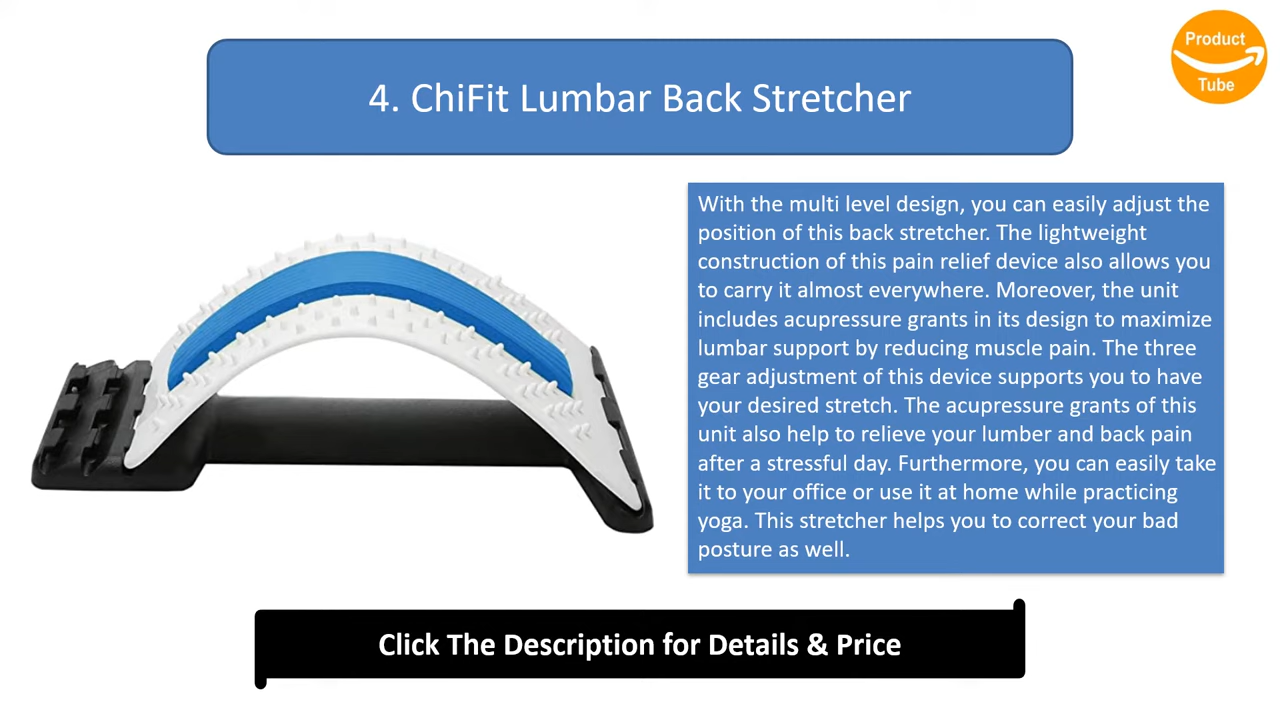 Product
Tube
4. ChiFit Lumbar Back Stretcher
With the multi level design, you can easily adjust the
position of this back stretcher. The lightweight
construction of this pain relief device also allows you
to carry it almost everywhere. Moreover, the unit
includes acupressure grants in its design to maximize
lumbar support by reducing muscle pain. The three
gear adjustment of this device supports you to have
your desired stretch. The acupressure grants of this
unit also help to relieve your lumber and back pain
after a stressful day. Furthermore, you can easily take
it to your office or use it at home while practicing
yoga. This stretcher helps you to correct your bad
posture as well.
Click The Description for Details & Price